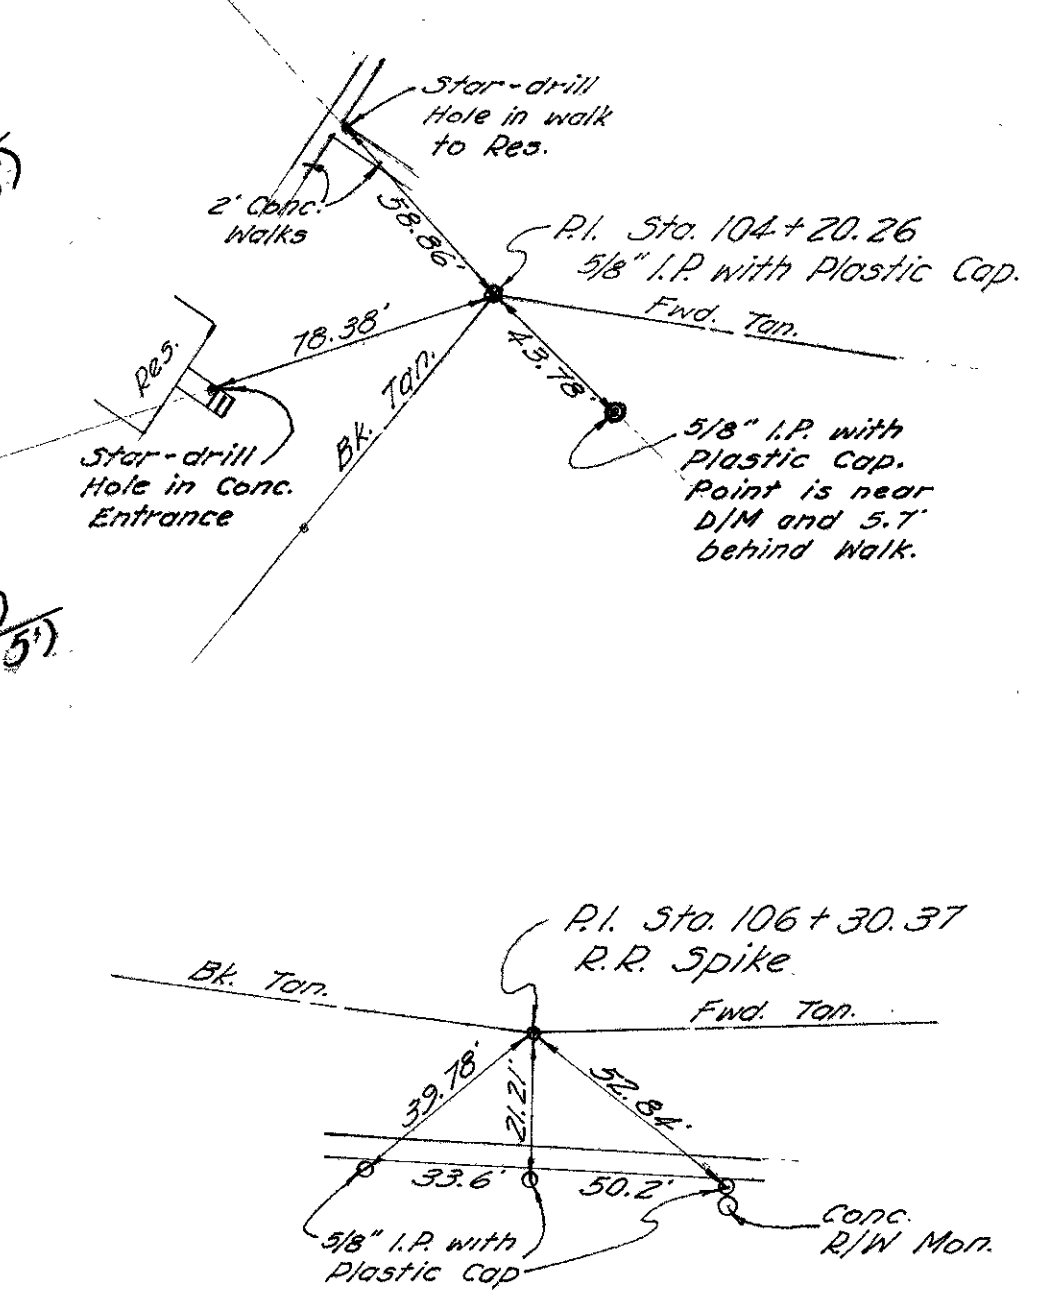 Star-drill
Hole in walk
to Res.
2' Conc.
Walks
58.86'
P.I. Sta. 104+20.26
5/8" I.P. with Plastic Cap.
Fwd. Tan.
78.38'
43.78'
Res.
Bk. Tan.
Star-drill
Hole in Conc.
Entrance
5/8" I.P. with
Plastic Cap.
Point is near
D/M and 5.7'
behind Walk.
5')
P.I. Sta. 106+30.37
R.R. Spike
Bk. Tan.
Fwd. Tan.
39.78'
21.21'
52.84'
33.6'
50.2'
5/8" I.P. with
Plastic Cap
Conc.
R/W Mon.